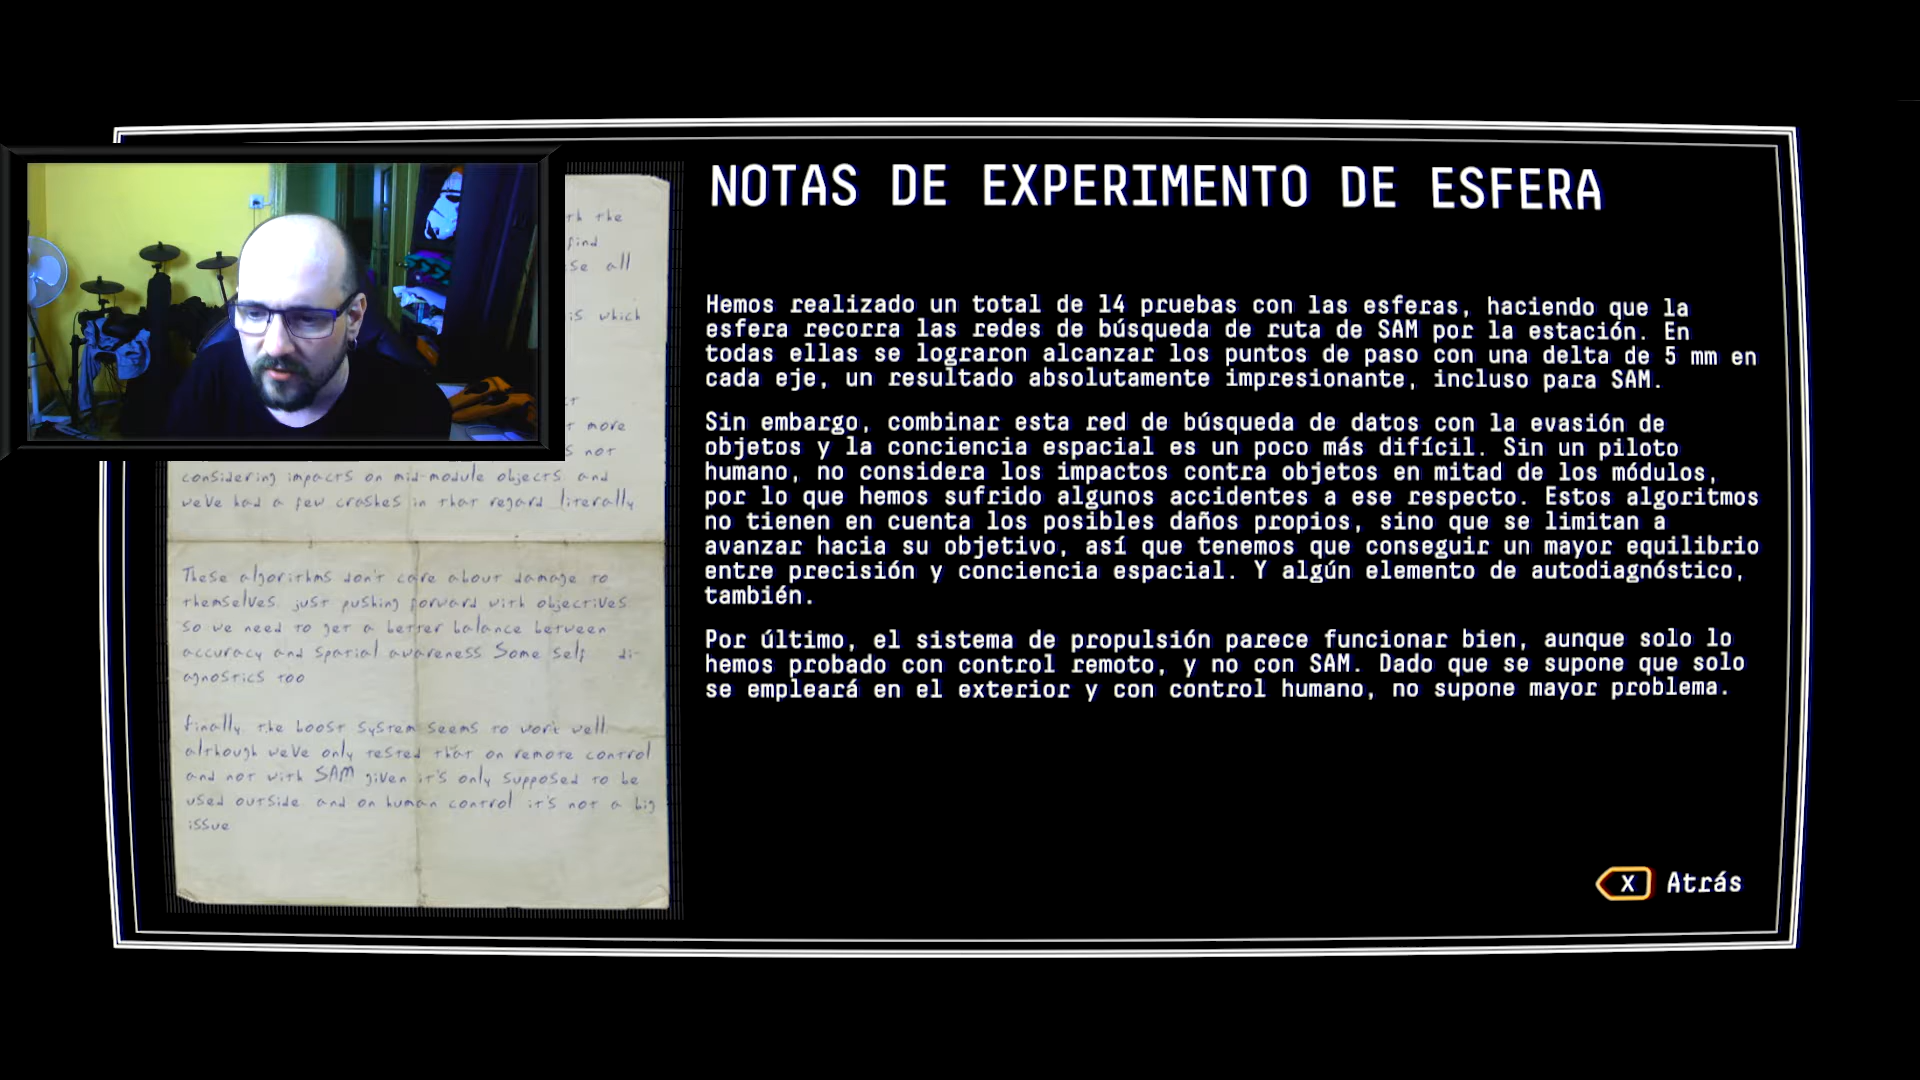 NOTAS DE EXPERIMENTO DE ESFERA
Hemos realizado un total de 14 pruebas con las esferas, haciendo que la
esfera recorra las redes de búsqueda de ruta de SAM por la estación. En
todas ellas se lograron alcanzar los puntos de paso con una delta de 5 mm en
cada eje, un resultado absolutamente impresionante, incluso para SAM.
Sin embargo, combinar esta red de búsqueda de datos con la evasión de
objetos y la conciencia espacial es un poco más difícil. Sin un piloto
humano, no considera los impactos contra objetos en mitad de los módulos,
por lo que hemos sufrido algunos accidentes a ese respecto. Estos algoritmos
no tienen en cuenta los posibles daños propios, sino que se limitan a
avanzar hacia su objetivo, así que tenemos que conseguir un mayor equilibrio
entre precisión y conciencia espacial. Y algún elemento de autodiagnóstico,
también.
Por último, el sistema de propulsión parece funcionar bien, aunque solo lo
hemos probado con control remoto, y no con SAM. Dado que se supone que solo
se empleará en el exterior y con control humano, no supone mayor problema.
X Atrás
the
find
all
is which
more
not
considering impacts on mid-module objects and
we've had a few crashes in that regard literally
These algorithms don't care about damage to
themselves just pushing forward with objectives
so we need to get a better balance between
accuracy and spatial awareness Some self di-
agnostics too
Finally the boost system seems to work well
although we've only tested that on remote control
and not with SAM given it's only supposed to be
used outside and on human control it's not a big
issue